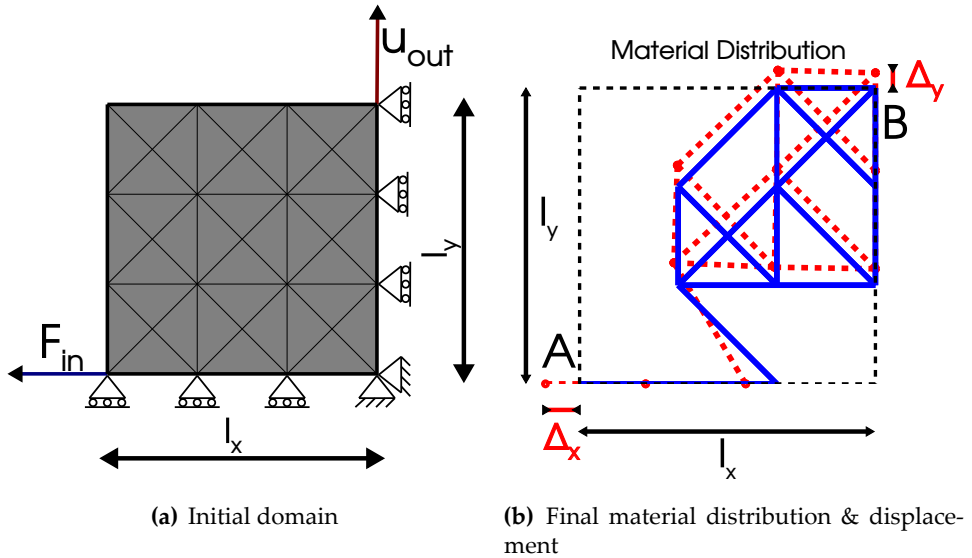 u_out
l_y
F_in
l_x
(a) Initial domain
Material Distribution
Δ_y
B
l_y
A
Δ_x
l_x
(b) Final material distribution & displace-
ment